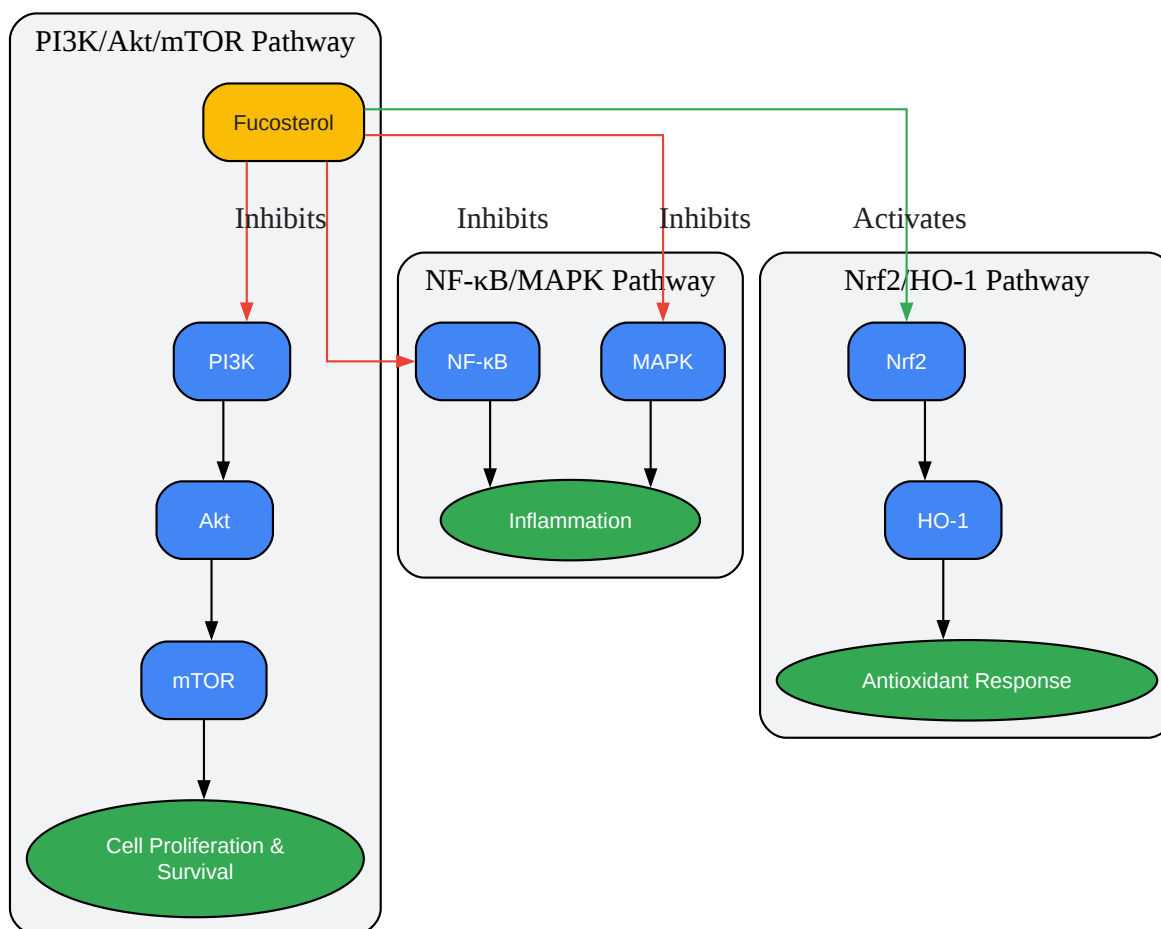 PI3K/Akt/mTOR Pathway
Fucosterol
Inhibits
Inhibits
Inhibits
Activates
NF-κB/MAPK Pathway
Nrf2/HO-1 Pathway
PI3K
NF-κB
MAPK
Nrf2
Akt
Inflammation
HO-1
mTOR
Antioxidant Response
Cell Proliferation &
Survival